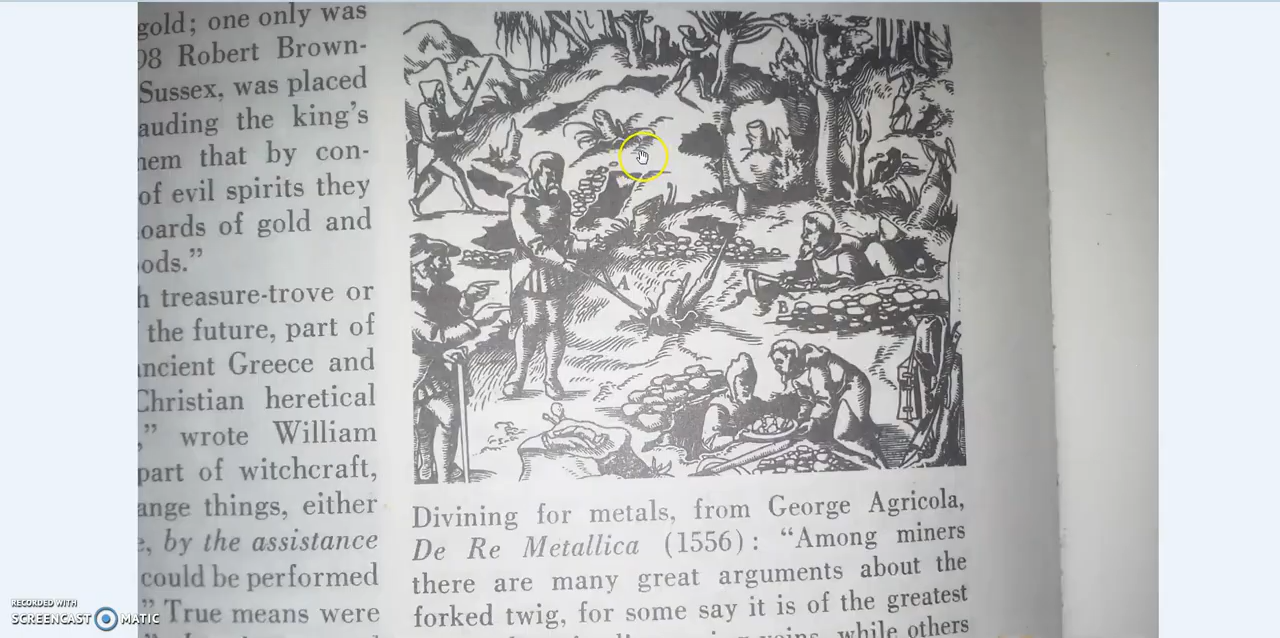 gold; one only was
98 Robert Brown-
Sussex, was placed
auding the king's
hem that by con-
of evil spirits they
oards of gold and
ods."
h treasure-trove or
the future, part of
ancient Greece and
Christian heretical
," wrote William
part of witchcraft,
ange things, either
e, by the assistance
could be performed
" True means were
A
A
B
Divining for metals, from George Agricola,
De Re Metallica (1556): "Among miners
there are many great arguments about the
forked twig, for some say it is of the greatest
while others
RECORDED WITH
SCREENCAST MATIC